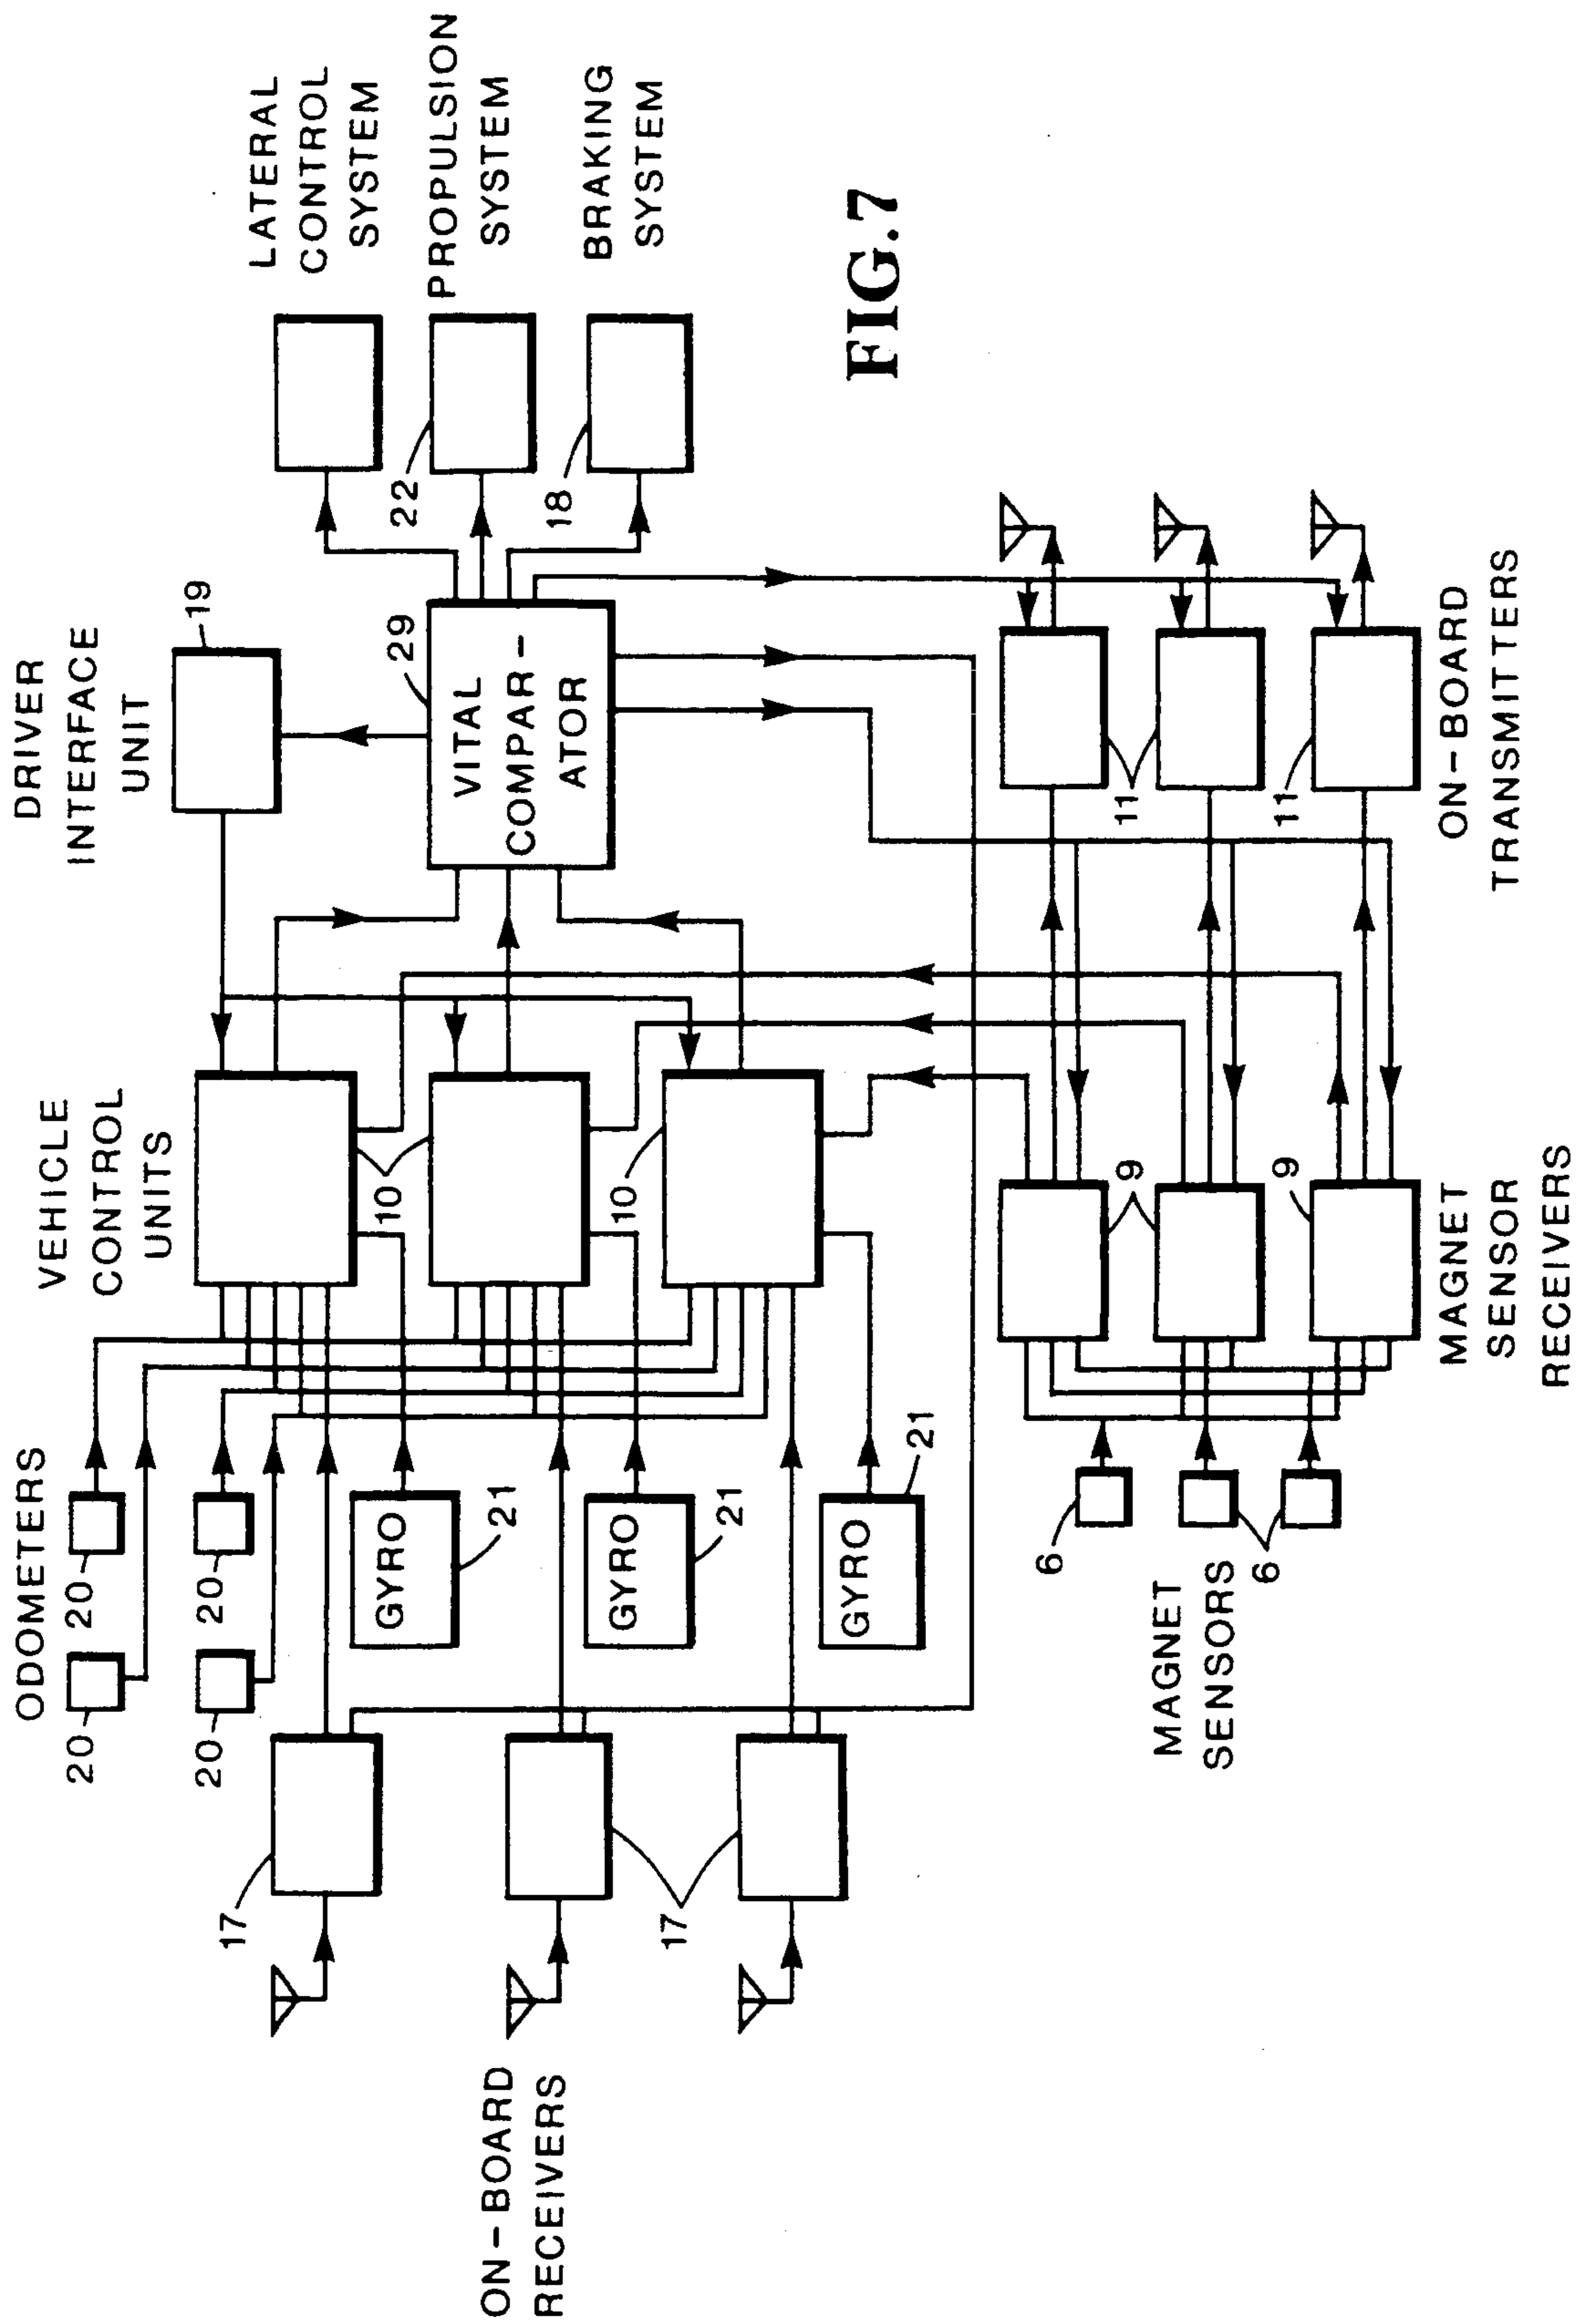 ODOMETERS
20
20
20
20
VEHICLE
CONTROL
UNITS
DRIVER
INTERFACE
UNIT
19
LATERAL
CONTROL
SYSTEM
PROPULSION
SYSTEM
BRAKING
SYSTEM
22
18
29
VITAL
COMPAR-
ATOR
10
10
GYRO
21
GYRO
21
GYRO
21
17
17
ON-BOARD
RECEIVERS
FIG.7
6
6
MAGNET
SENSORS
9
9
MAGNET
SENSOR
RECEIVERS
11
11
ON-BOARD
TRANSMITTERS